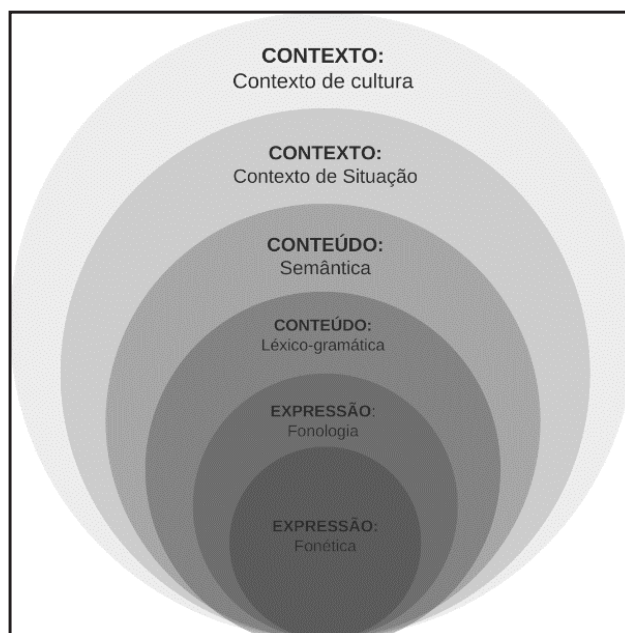 CONTEXTO:
Contexto de cultura
CONTEXTO:
Contexto de Situação
CONTEÚDO:
Semântica
CONTEÚDO:
Léxico-gramática
EXPRESSÃO:
Fonologia
EXPRESSÃO:
Fonética